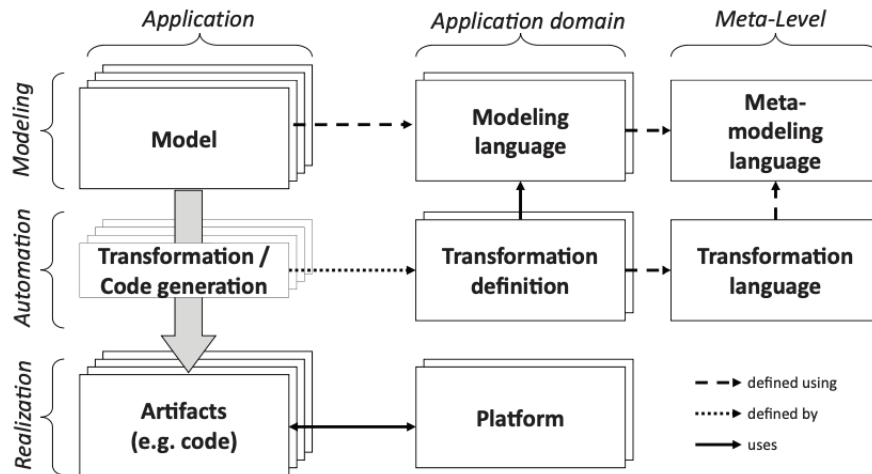 Application
Application domain
Meta-Level
Modeling
Model
Modeling
language
Meta-
modeling
language
Automation
Transformation /
Code generation
Transformation
definition
Transformation
language
Realization
Artifacts
(e.g. code)
Platform
defined using
defined by
uses